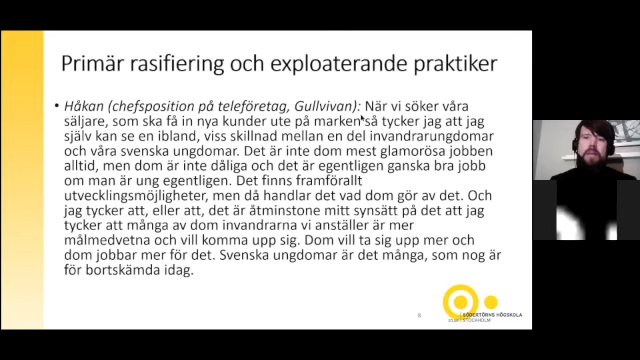 Primär rasifiering och exploaterande praktiker
• Håkan (chefsposition på teleföretag, Gullvivan): När vi söker våra
säljare, som ska få in nya kunder ute på marken så tycker jag att jag
själv kan se en ibland, viss skillnad mellan en del invandrarungdomar
och våra svenska ungdomar. Det är inte dom mest glamorösa jobben
alltid, men dom är inte dåliga och det är egentligen ganska bra jobb
om man är ung egentligen. Det finns framförallt
utvecklingsmöjligheter, men då handlar det vad dom gör av det. Och
jag tycker att, eller att, det är åtminstone mitt synsätt på det att jag
tycker att många av dom invandrarna vi anställer är mer
målmedvetna och vill komma upp sig. Dom vill ta sig upp mer och
dom jobbar mer för det. Svenska ungdomar är det många, som nog är
för bortskämda idag.
8
SÖDERTÖRNS HÖGSKOLA
STOCKHOLM